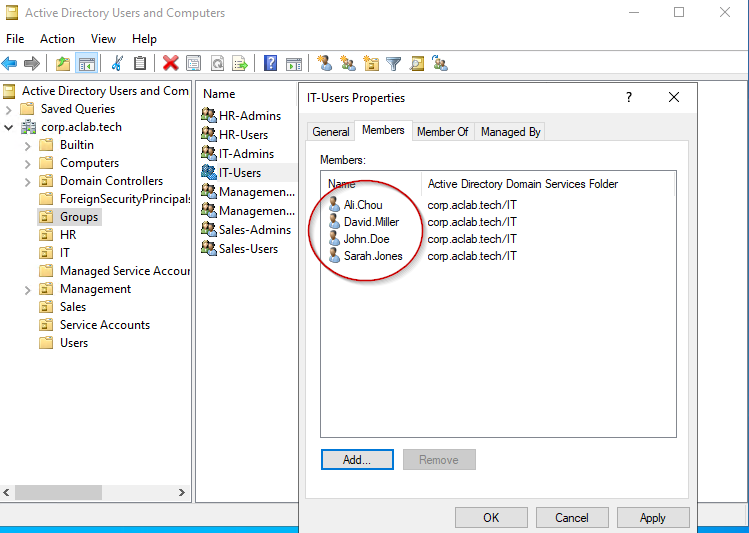 Active Directory Users and Computers
File Action View Help
Active Directory Users and Com
Saved Queries
corp.aclab.tech
Builtin
Computers
Domain Controllers
ForeignSecurityPrincipals
Groups
HR
IT
Managed Service Accour
Management
Sales
Service Accounts
Users
Name
HR-Admins
HR-Users
IT-Admins
IT-Users
Managemen...
Managemen...
Sales-Admins
Sales-Users
IT-Users Properties
?
General Members Member Of Managed By
Members:
Name Active Directory Domain Services Folder
Ali.Chou corp.aclab.tech/IT
David.Miller corp.aclab.tech/IT
John.Doe corp.aclab.tech/IT
Sarah.Jones corp.aclab.tech/IT
Add... Remove
OK Cancel Apply